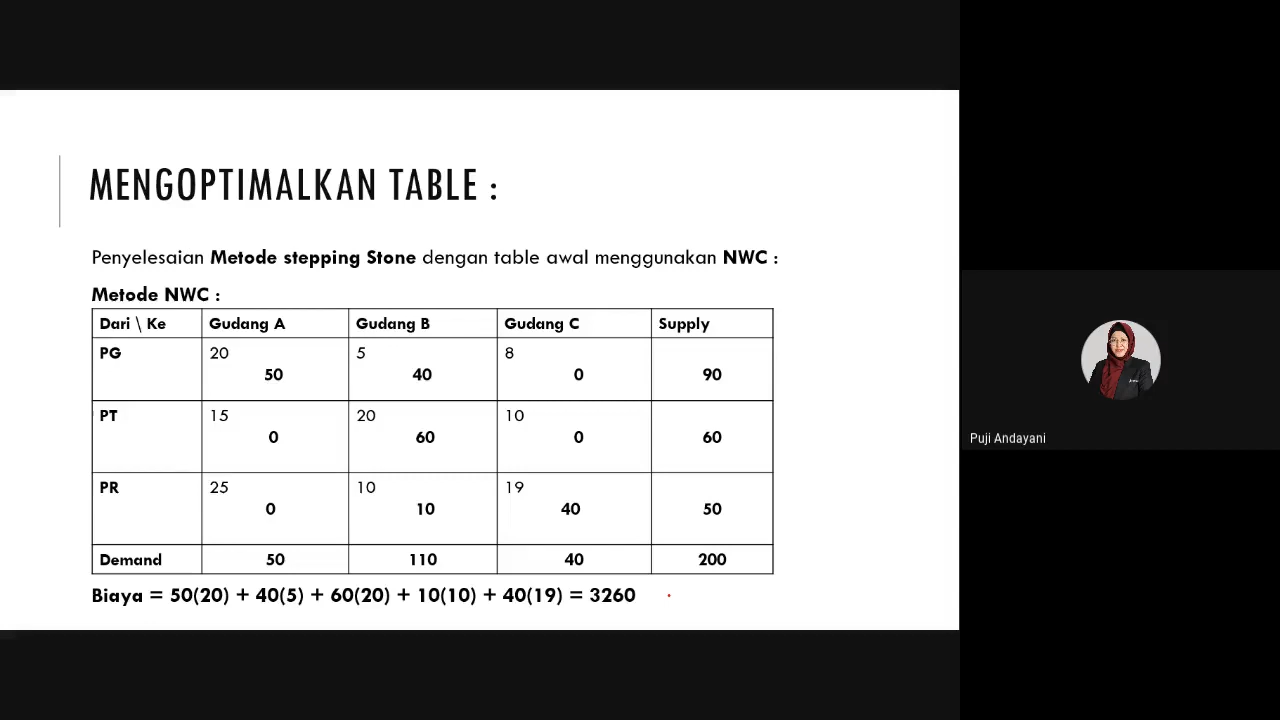 MENGOPTIMALKAN TABLE :
Penyelesaian Metode stepping Stone dengan table awal menggunakan NWC :
Metode NWC :
Dari \ Ke Gudang A Gudang B Gudang C Supply
PG 20 5 8
50 40 0 90
PT 15 20 10
0 60 0 60
PR 25 10 19
0 10 40 50
Demand 50 110 40 200
Biaya = 50(20) + 40(5) + 60(20) + 10(10) + 40(19) = 3260
Puji Andayani